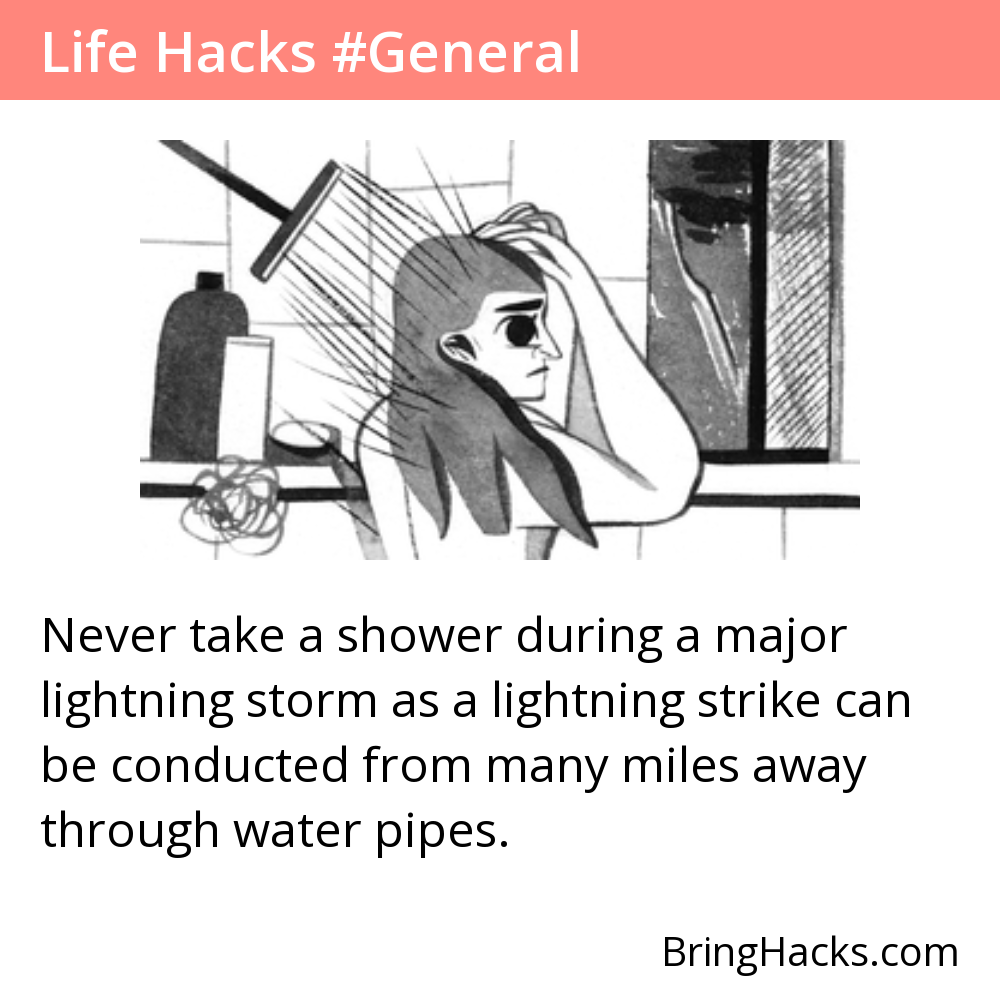 Life Hacks #General
Never take a shower during a major
lightning storm as a lightning strike can
be conducted from many miles away
through water pipes.
BringHacks.com